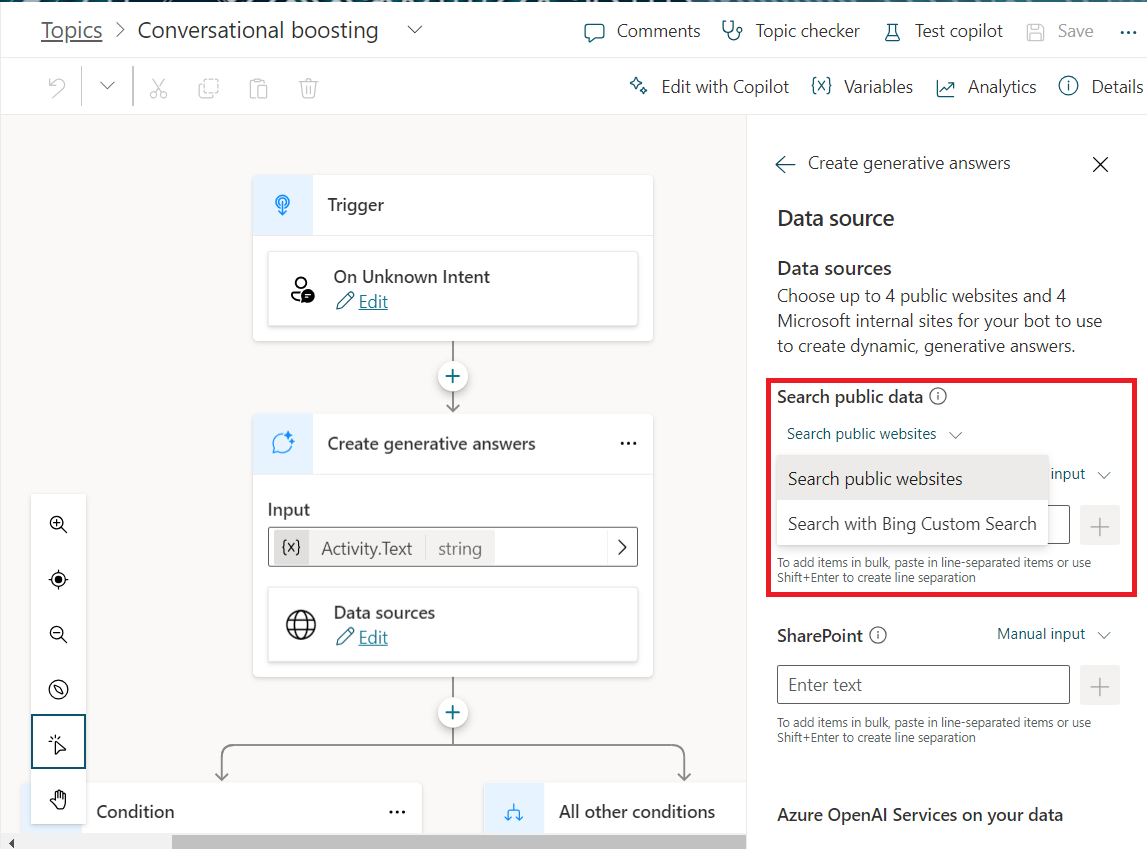 Topics > Conversational boosting
Comments
Topic checker
Test copilot
Save
Edit with Copilot
{x} Variables
Analytics
Details
Trigger
On Unknown Intent
Edit
Create generative answers
Input
{x} Activity.Text string
Data sources
Edit
Condition
All other conditions
Create generative answers
Data source
Data sources
Choose up to 4 public websites and 4
Microsoft internal sites for your bot to use
to create dynamic, generative answers.
Search public data
Search public websites
input
Search public websites
Search with Bing Custom Search
To add items in bulk, paste in line-separated items or use
Shift+Enter to create line separation
SharePoint
Manual input
Enter text
To add items in bulk, paste in line-separated items or use
Shift+Enter to create line separation
Azure OpenAI Services on your data